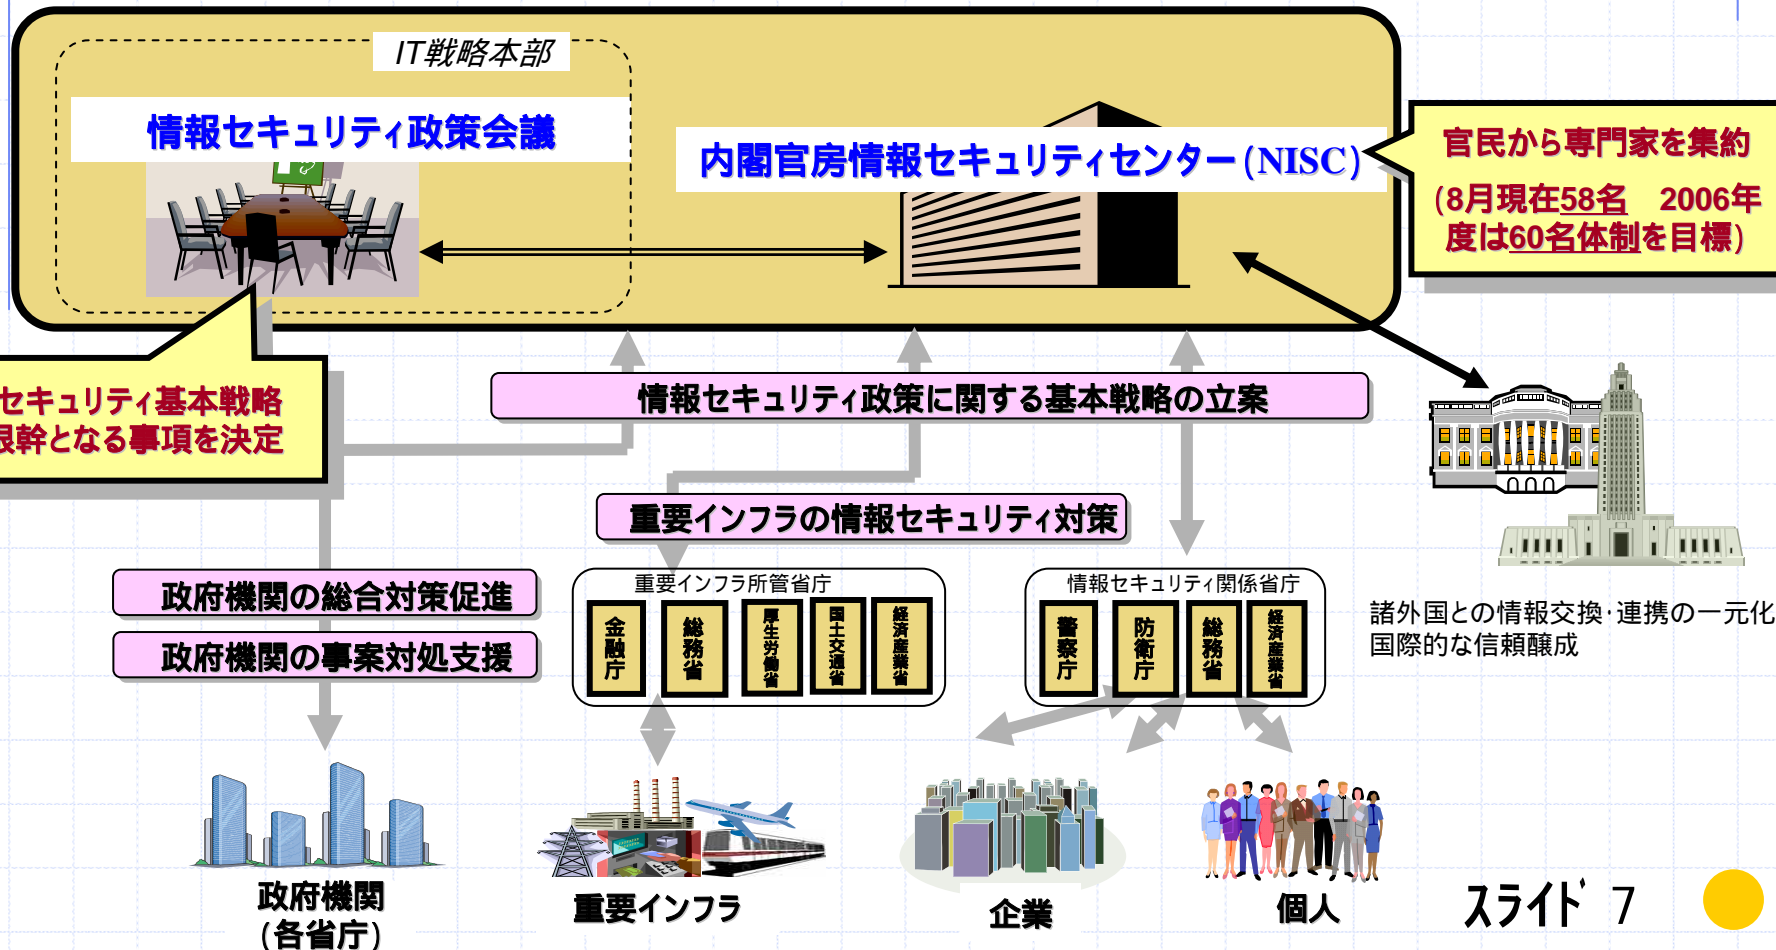 IT戦略本部
情報セキュリティ政策会議
内閣官房情報セキュリティセンター(NISC)
官民から専門家を集約
(8月現在58名　2006年
度は60名体制を目標)
セキュリティ基本戦略
根幹となる事項を決定
情報セキュリティ政策に関する基本戦略の立案
重要インフラの情報セキュリティ対策
政府機関の総合対策促進
政府機関の事案対処支援
重要インフラ所管省庁
金融庁
総務省
厚生労働省
国土交通省
経済産業省
情報セキュリティ関係省庁
警察庁
防衛庁
総務省
経済産業省
諸外国との情報交換･連携の一元化
国際的な信頼醸成
政府機関
(各省庁)
重要インフラ
企業
個人
スライド 7